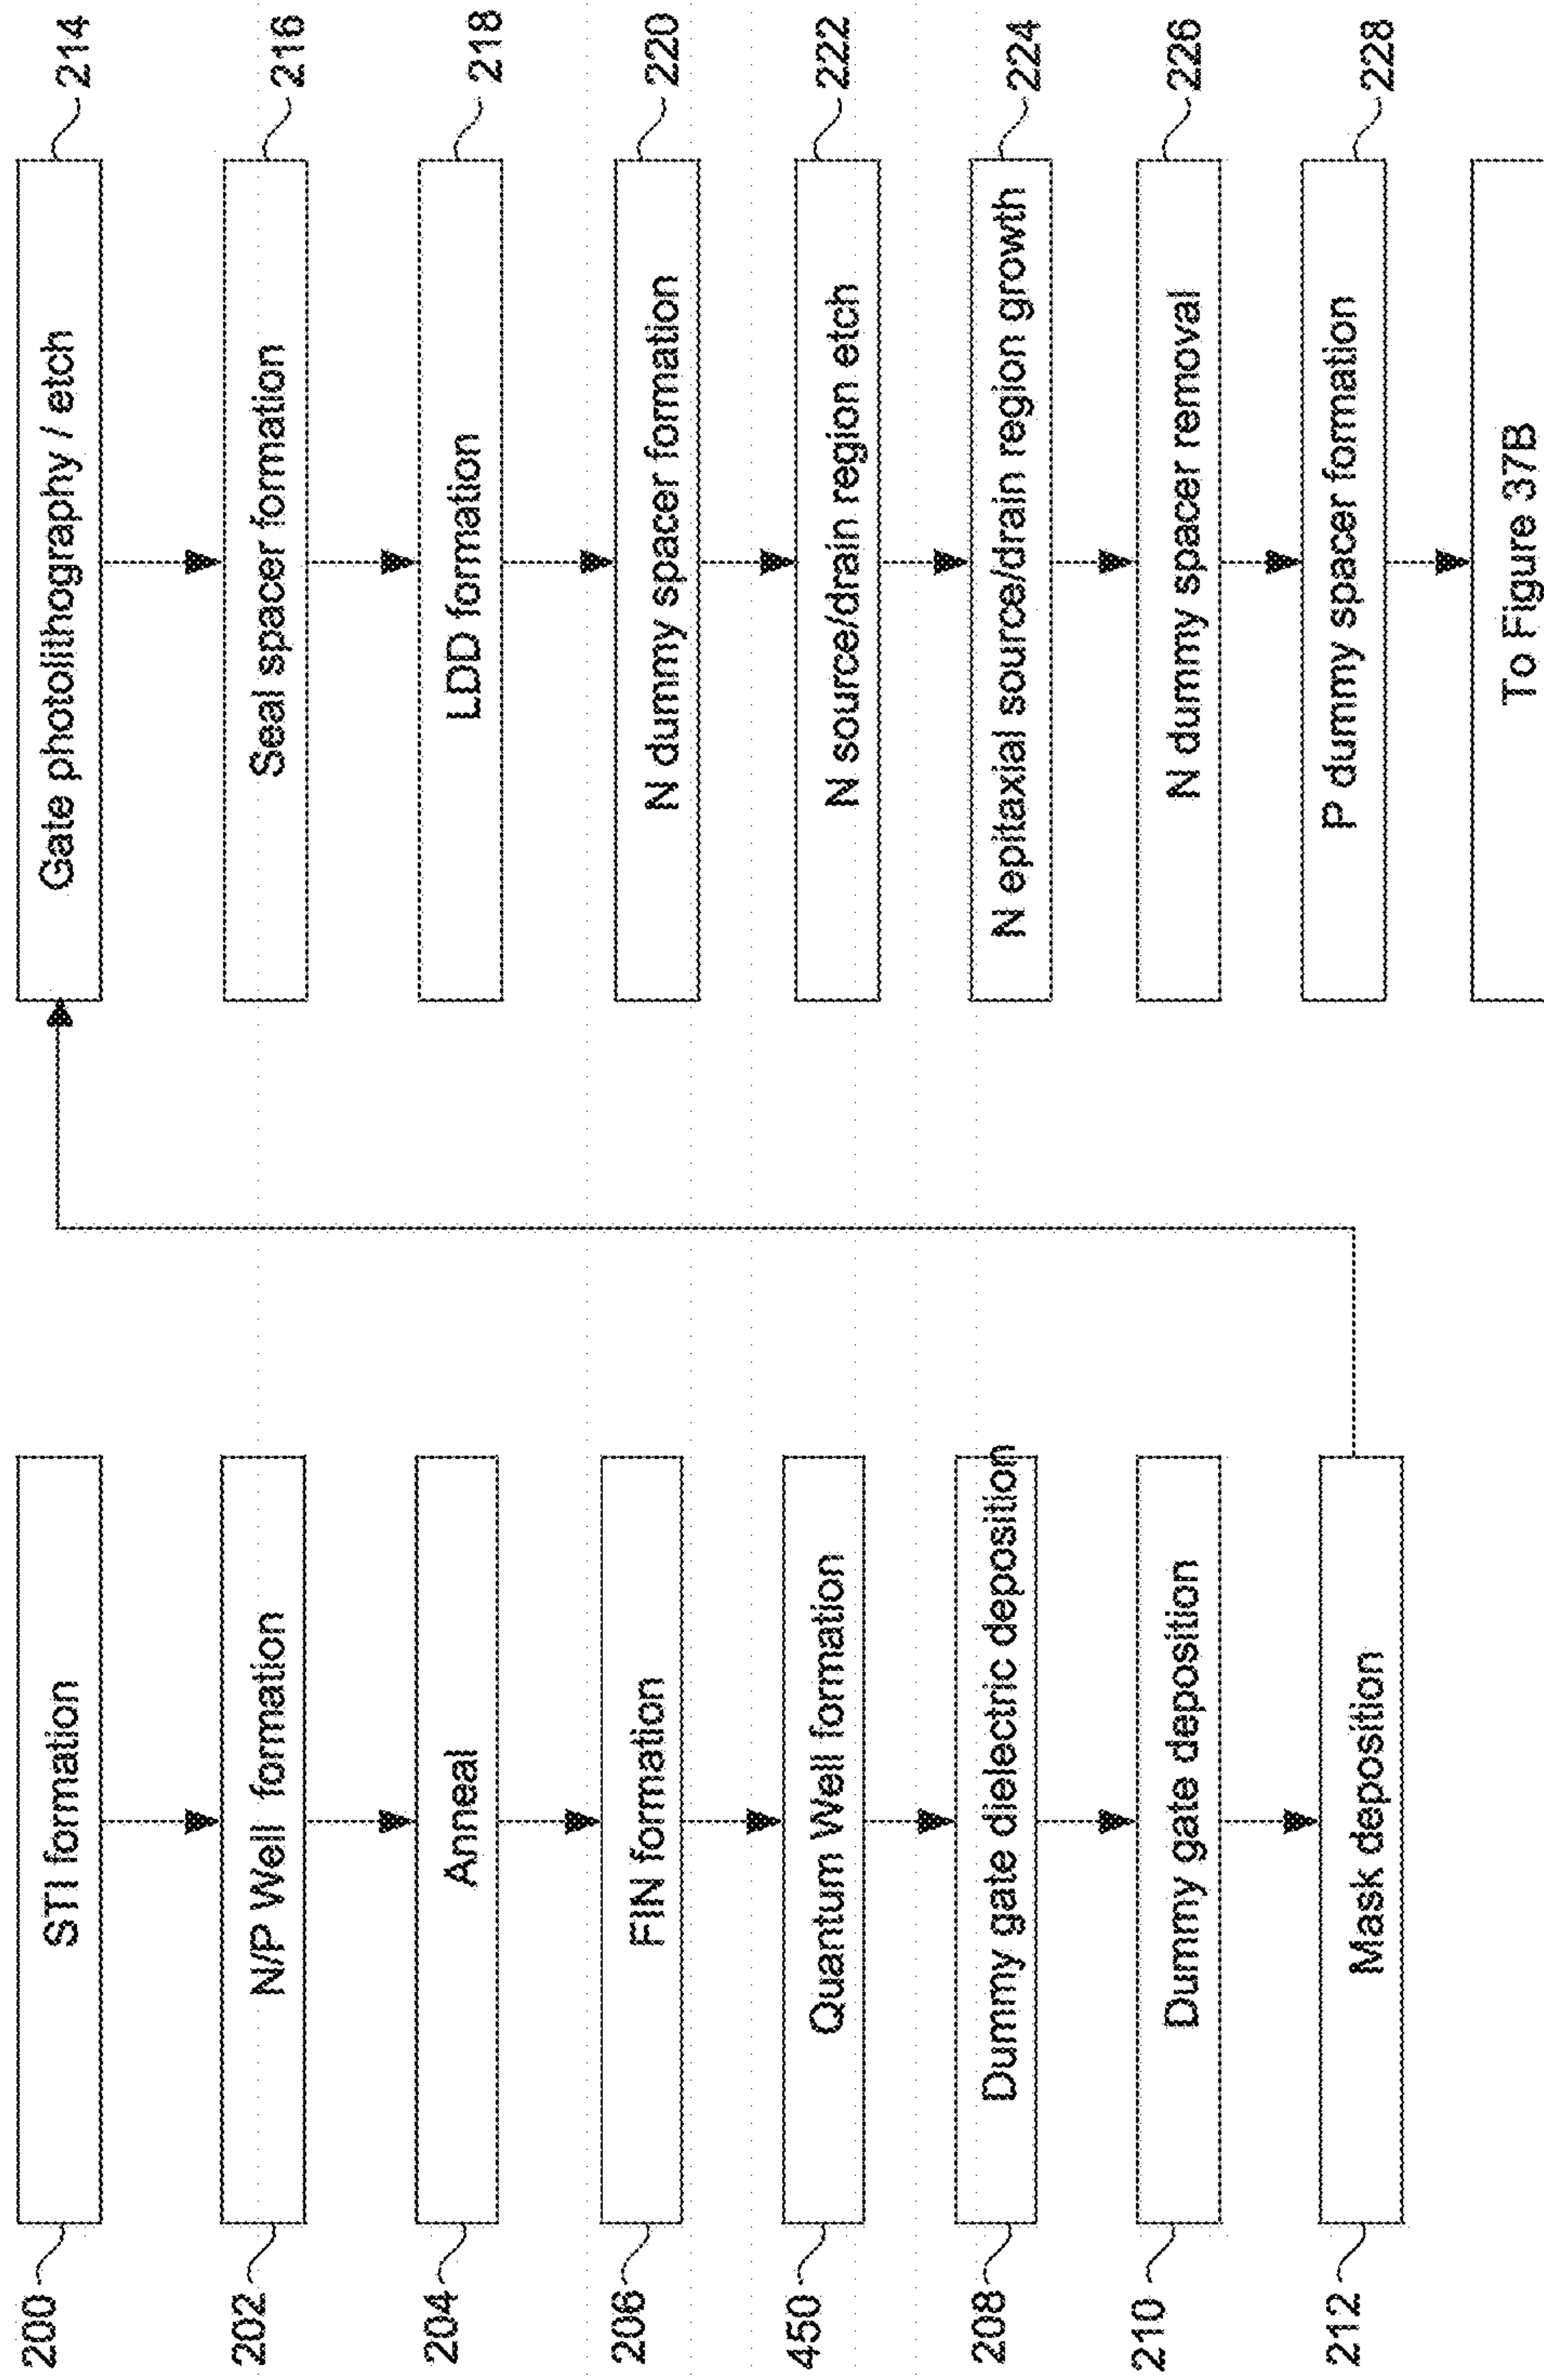 200
STI formation
202
N/P Well formation
204
Anneal
206
FIN formation
450
Quantum Well formation
208
Dummy gate dielectric deposition
210
Dummy gate deposition
212
Mask deposition
Gate photolithography / etch
214
Seal spacer formation
216
LDD formation
218
N dummy spacer formation
220
N source/drain region etch
222
N epitaxial source/drain region growth
224
N dummy spacer removal
226
P dummy spacer formation
228
To Figure 37B